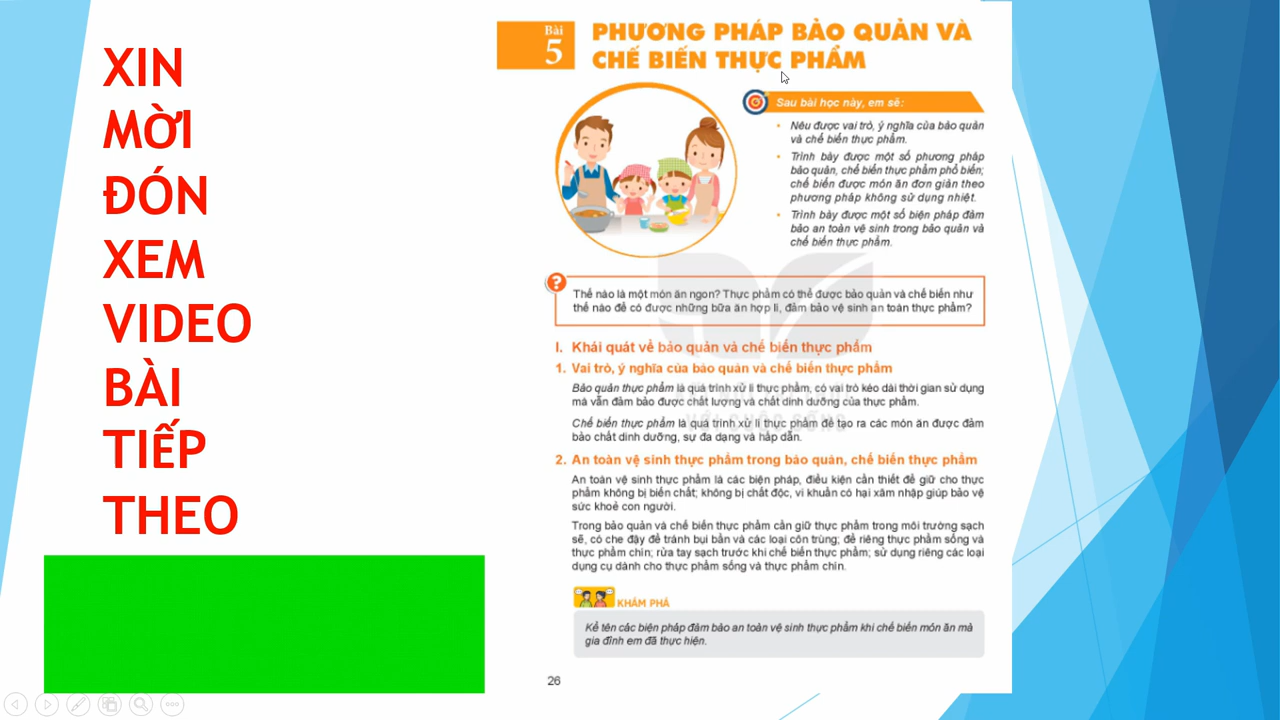 XIN
MỜI
ĐÓN
XEM
VIDEO
BÀI
TIẾP
THEO
Bài
5
PHƯƠNG PHÁP BẢO QUẢN VÀ
CHẾ BIẾN THỰC PHẨM
Sau bài học này, em sẽ:
• Nêu được vai trò, ý nghĩa của bảo quản
và chế biến thực phẩm.
• Trình bày được một số phương pháp
bảo quản, chế biến thực phẩm phổ biến;
chế biến được món ăn đơn giản theo
phương pháp không sử dụng nhiệt.
• Trình bày được một số biện pháp đảm
bảo an toàn vệ sinh trong bảo quản và
chế biến thực phẩm.
?
Thế nào là một món ăn ngon? Thực phẩm có thể được bảo quản và chế biến như
thế nào để có được những bữa ăn hợp lí, đảm bảo vệ sinh an toàn thực phẩm?
I. Khái quát về bảo quản và chế biến thực phẩm
1. Vai trò, ý nghĩa của bảo quản và chế biến thực phẩm
Bảo quản thực phẩm là quá trình xử lí thực phẩm, có vai trò kéo dài thời gian sử dụng
mà vẫn đảm bảo được chất lượng và chất dinh dưỡng của thực phẩm.
VỚI CUỘC SỐNG
Chế biến thực phẩm là quá trình xử lí thực phẩm để tạo ra các món ăn được đảm
bảo chất dinh dưỡng, sự đa dạng và hấp dẫn.
2. An toàn vệ sinh thực phẩm trong bảo quản, chế biến thực phẩm
An toàn vệ sinh thực phẩm là các biện pháp, điều kiện cần thiết để giữ cho thực
phẩm không bị biến chất; không bị chất độc, vi khuẩn có hại xâm nhập giúp bảo vệ
sức khoẻ con người.
Trong bảo quản và chế biến thực phẩm cần giữ thực phẩm trong môi trường sạch
sẽ, có che đậy để tránh bụi bẩn và các loại côn trùng; để riêng thực phẩm sống và
thực phẩm chín; rửa tay sạch trước khi chế biến thực phẩm; sử dụng riêng các loại
dụng cụ dành cho thực phẩm sống và thực phẩm chín.
KHÁM PHÁ
Kể tên các biện pháp đảm bảo an toàn vệ sinh thực phẩm khi chế biến món ăn mà
gia đình em đã thực hiện.
26